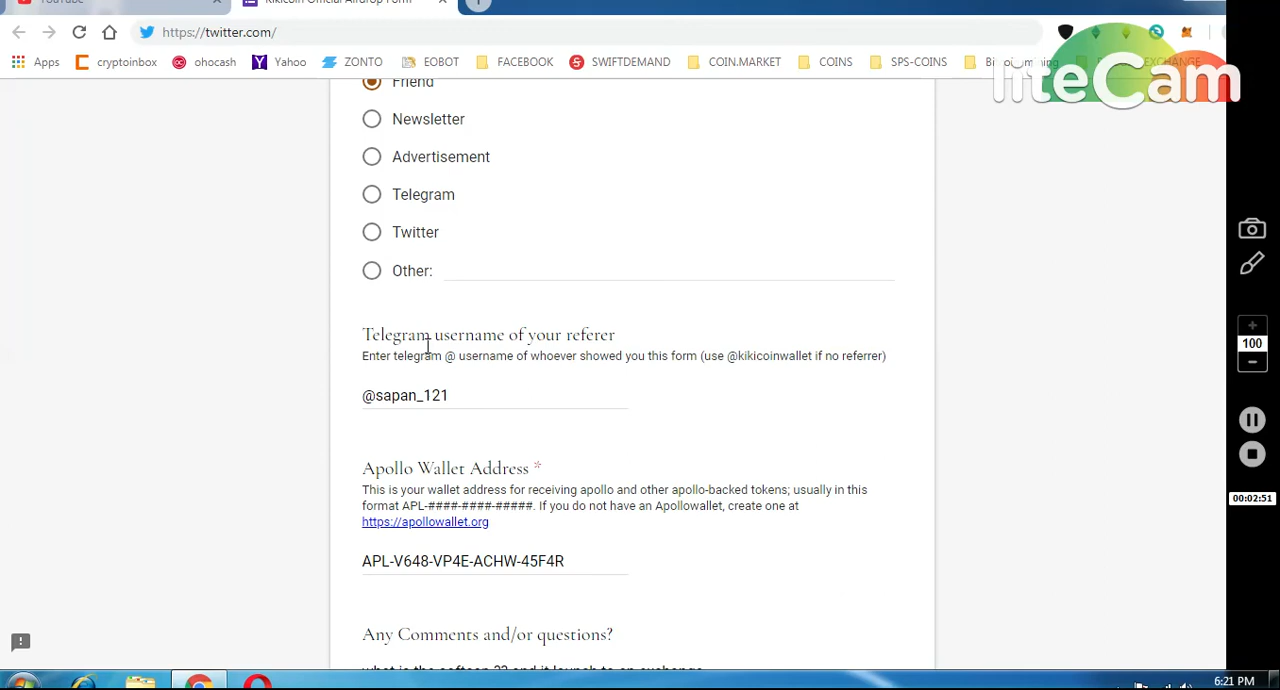 YouTube
Kikicoin Official Airdrop Form
https://twitter.com/
Apps
cryptoinbox
ohocash
Yahoo
ZONTO
EOBOT
FACEBOOK
SWIFTDEMAND
COIN.MARKET
COINS
SPS-COINS
liteCam
Friend
Newsletter
Advertisement
Telegram
Twitter
Other:
Telegram username of your referer
Enter telegram @ username of whoever showed you this form (use @kikicoinwallet if no referrer)
@sapan_121
Apollo Wallet Address *
This is your wallet address for receiving apollo and other apollo-backed tokens; usually in this
format APL-####-####-#####. If you do not have an Apollowallet, create one at
https://apollowallet.org
APL-V648-VP4E-ACHW-45F4R
Any Comments and/or questions?
100
00:02:51
6:21 PM